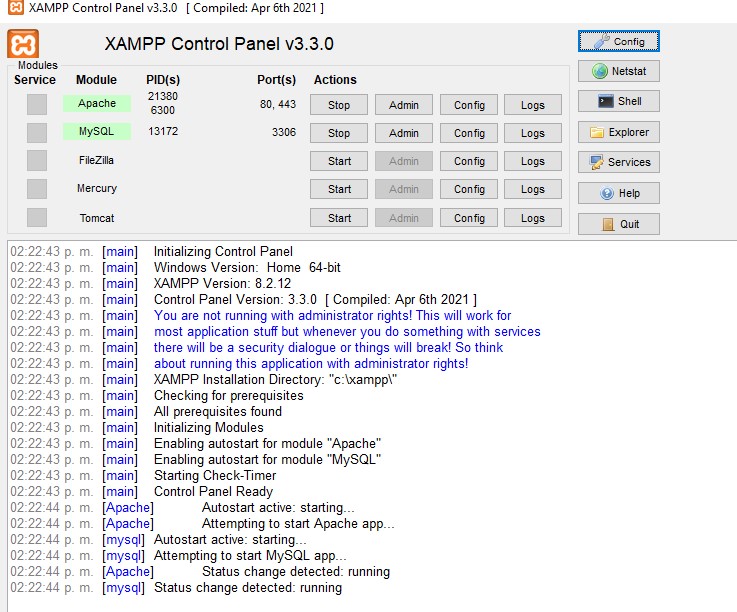 XAMPP Control Panel v3.3.0 [ Compiled: Apr 6th 2021 ]
XAMPP Control Panel v3.3.0
Config
Modules
Service Module PID(s) Port(s) Actions
Netstat
Apache 21380 6300 80, 443 Stop Admin Config Logs
Shell
MySQL 13172 3306 Stop Admin Config Logs
Explorer
FileZilla Start Admin Config Logs
Services
Mercury Start Admin Config Logs
Help
Tomcat Start Admin Config Logs
Quit
02:22:43 p. m. [main] Initializing Control Panel
02:22:43 p. m. [main] Windows Version: Home 64-bit
02:22:43 p. m. [main] XAMPP Version: 8.2.12
02:22:43 p. m. [main] Control Panel Version: 3.3.0 [ Compiled: Apr 6th 2021 ]
02:22:43 p. m. [main] You are not running with administrator rights! This will work for
02:22:43 p. m. [main] most application stuff but whenever you do something with services
02:22:43 p. m. [main] there will be a security dialogue or things will break! So think
02:22:43 p. m. [main] about running this application with administrator rights!
02:22:43 p. m. [main] XAMPP Installation Directory: "c:\xampp\"
02:22:43 p. m. [main] Checking for prerequisites
02:22:43 p. m. [main] All prerequisites found
02:22:43 p. m. [main] Initializing Modules
02:22:43 p. m. [main] Enabling autostart for module "Apache"
02:22:43 p. m. [main] Enabling autostart for module "MySQL"
02:22:43 p. m. [main] Starting Check-Timer
02:22:43 p. m. [main] Control Panel Ready
02:22:44 p. m. [Apache] Autostart active: starting...
02:22:44 p. m. [Apache] Attempting to start Apache app...
02:22:44 p. m. [mysql] Autostart active: starting...
02:22:44 p. m. [mysql] Attempting to start MySQL app...
02:22:44 p. m. [Apache] Status change detected: running
02:22:44 p. m. [mysql] Status change detected: running